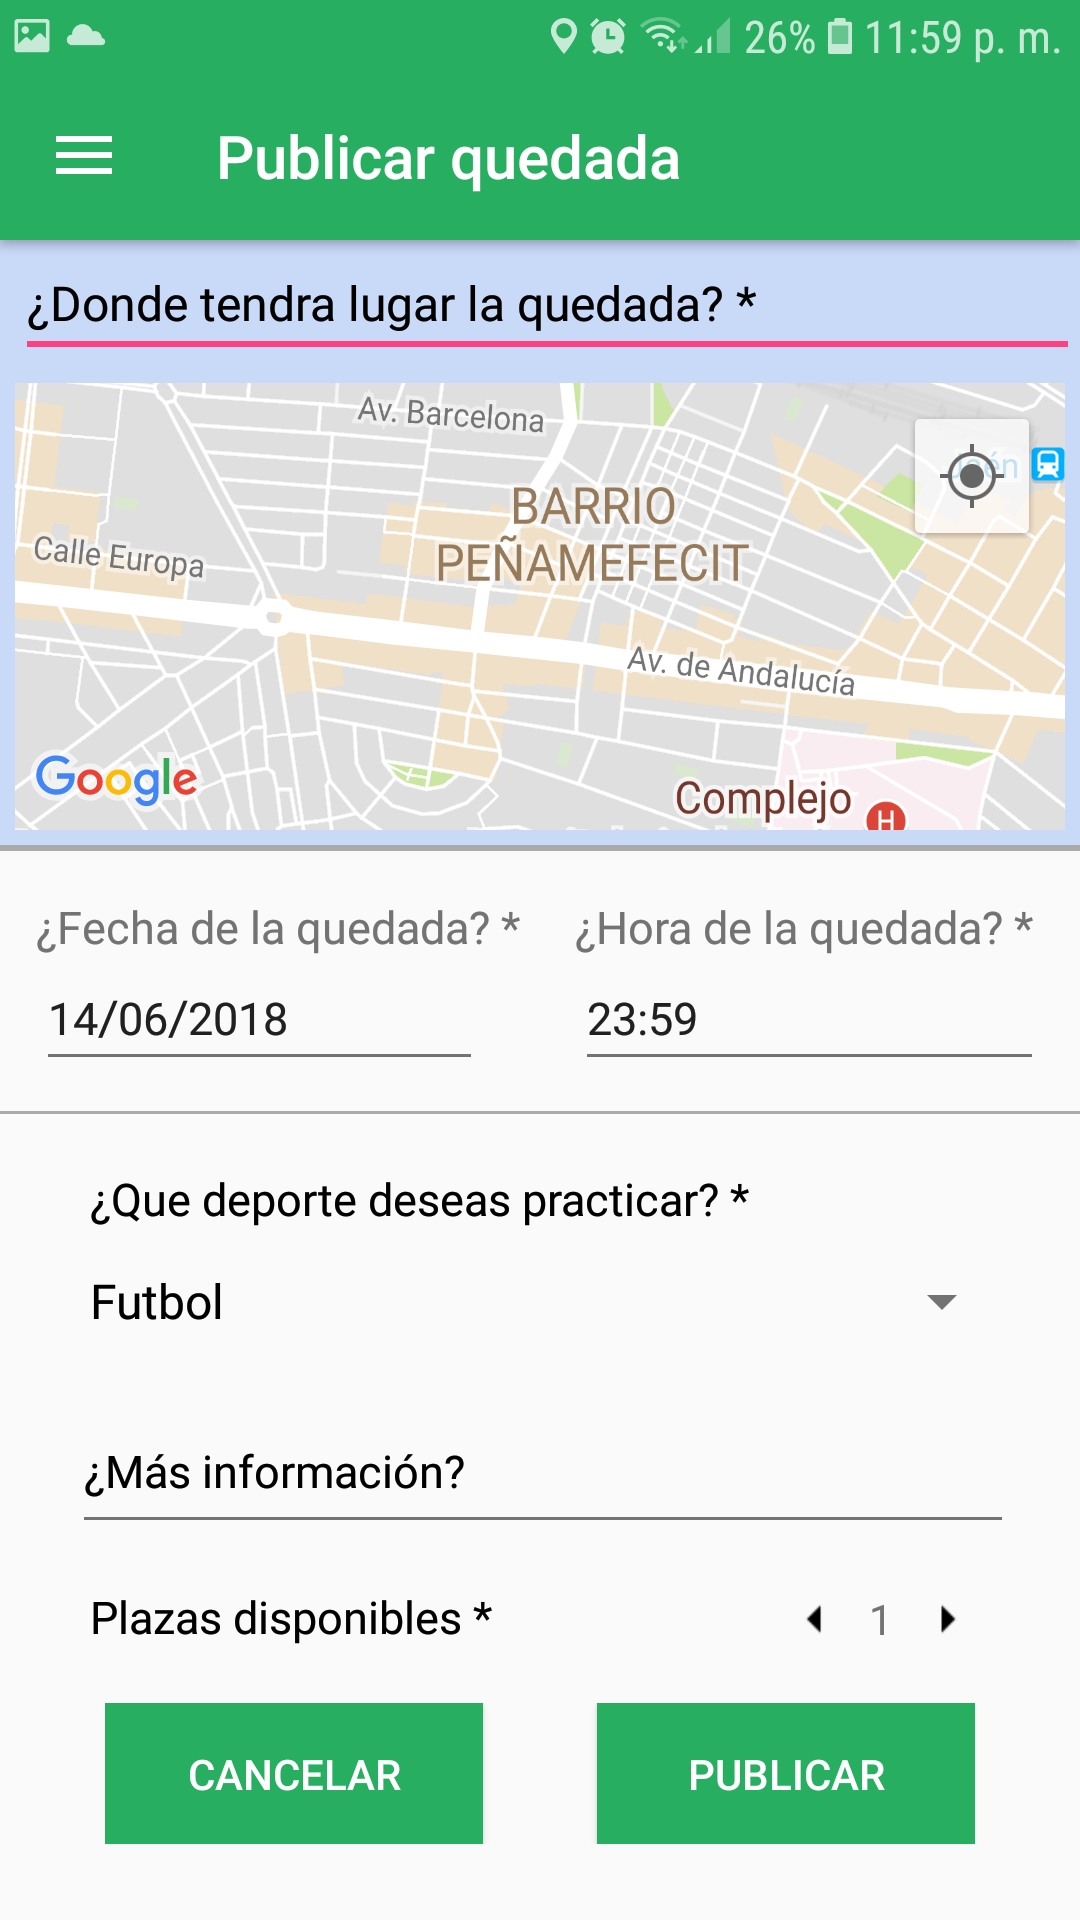 26% 11:59 p. m.
Publicar quedada
¿Donde tendra lugar la quedada? *
Av. Barcelona
BARRIO
PEÑAMEFECIT
Calle Europa
Av. de Andalucía
Google
Complejo
H
¿Fecha de la quedada? * ¿Hora de la quedada? *
14/06/2018 23:59
¿Que deporte deseas practicar? *
Futbol
¿Más información?
Plazas disponibles * 1
CANCELAR PUBLICAR